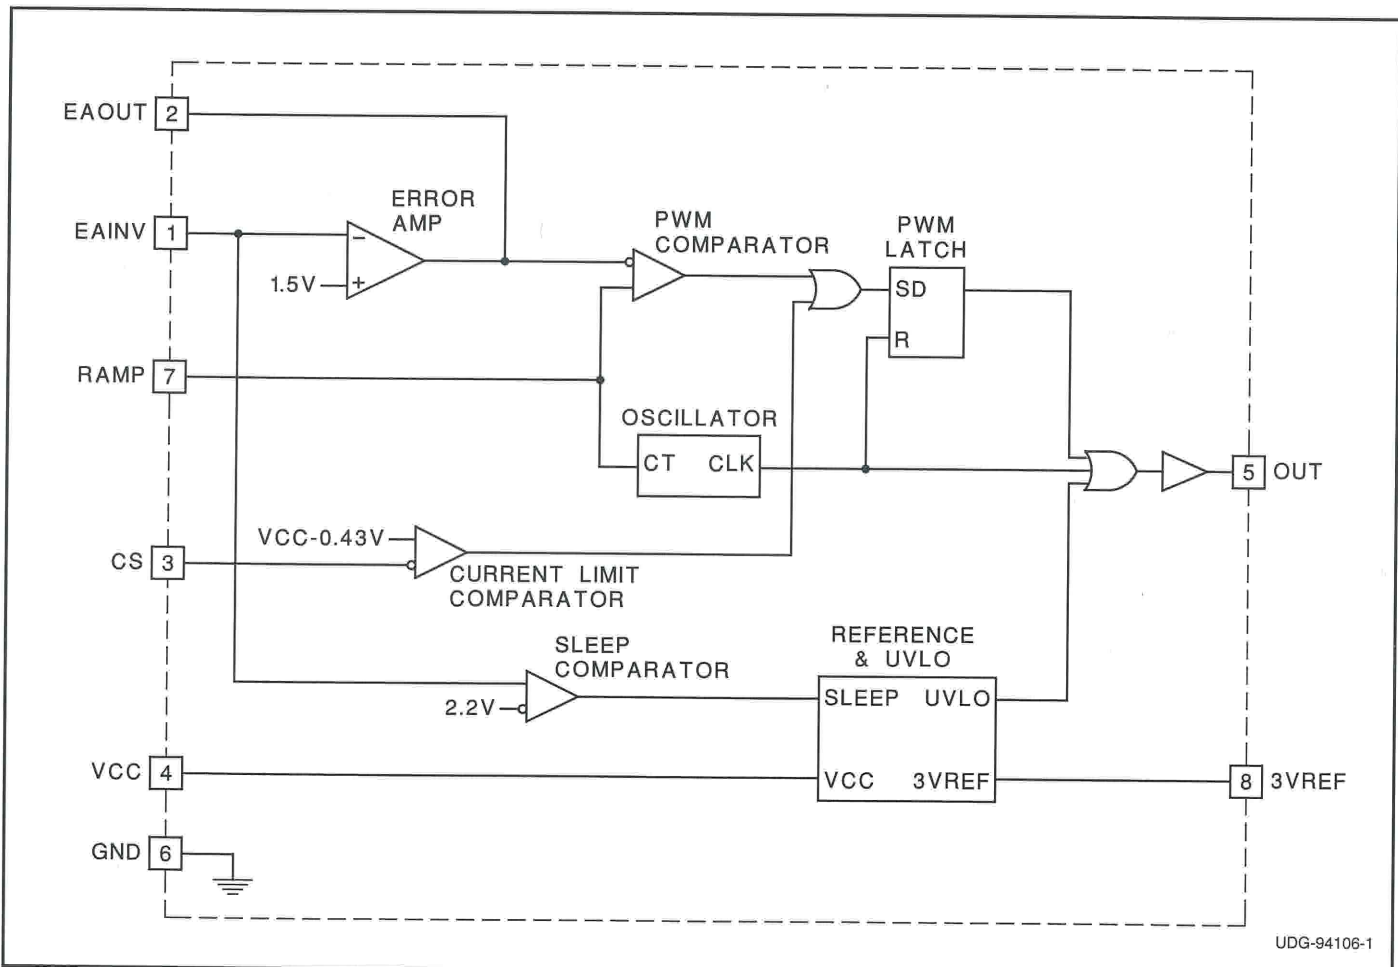 EAOUT 2
ERROR
AMP
EAINV 1
−
1.5V +
PWM
COMPARATOR
PWM
LATCH
SD
R
RAMP 7
OSCILLATOR
CT CLK
5 OUT
VCC-0.43V
CS 3
CURRENT LIMIT
COMPARATOR
SLEEP
COMPARATOR
2.2V
REFERENCE
& UVLO
SLEEP UVLO
VCC 4
VCC 3VREF
8 3VREF
GND 6
UDG-94106-1